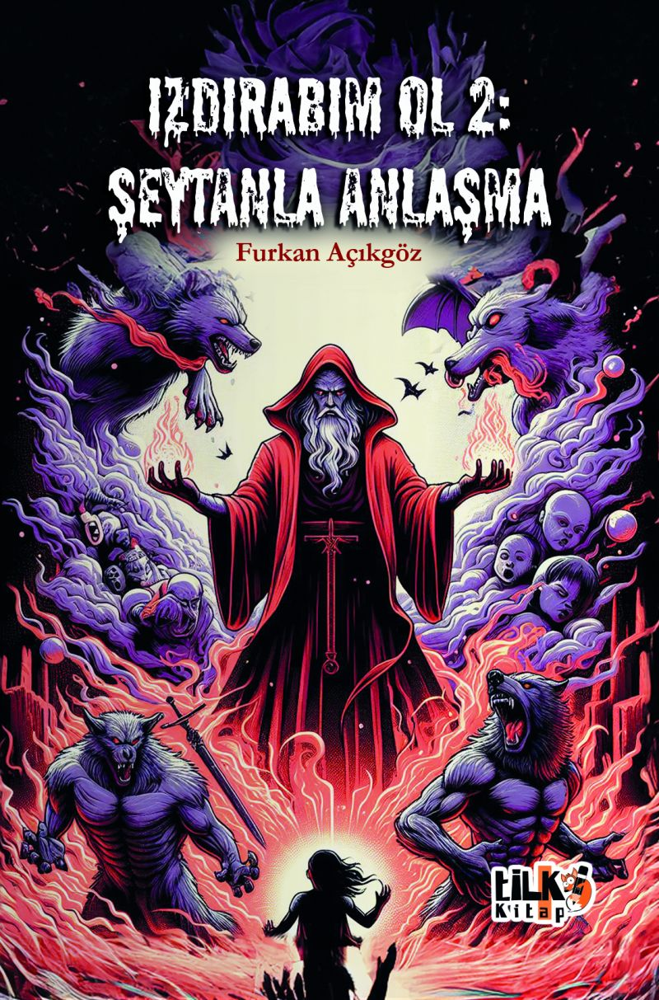 IZDIRABIM OL 2:
ŞEYTANLA ANLAŞMA
Furkan Açıkgöz
tilki
Kitap